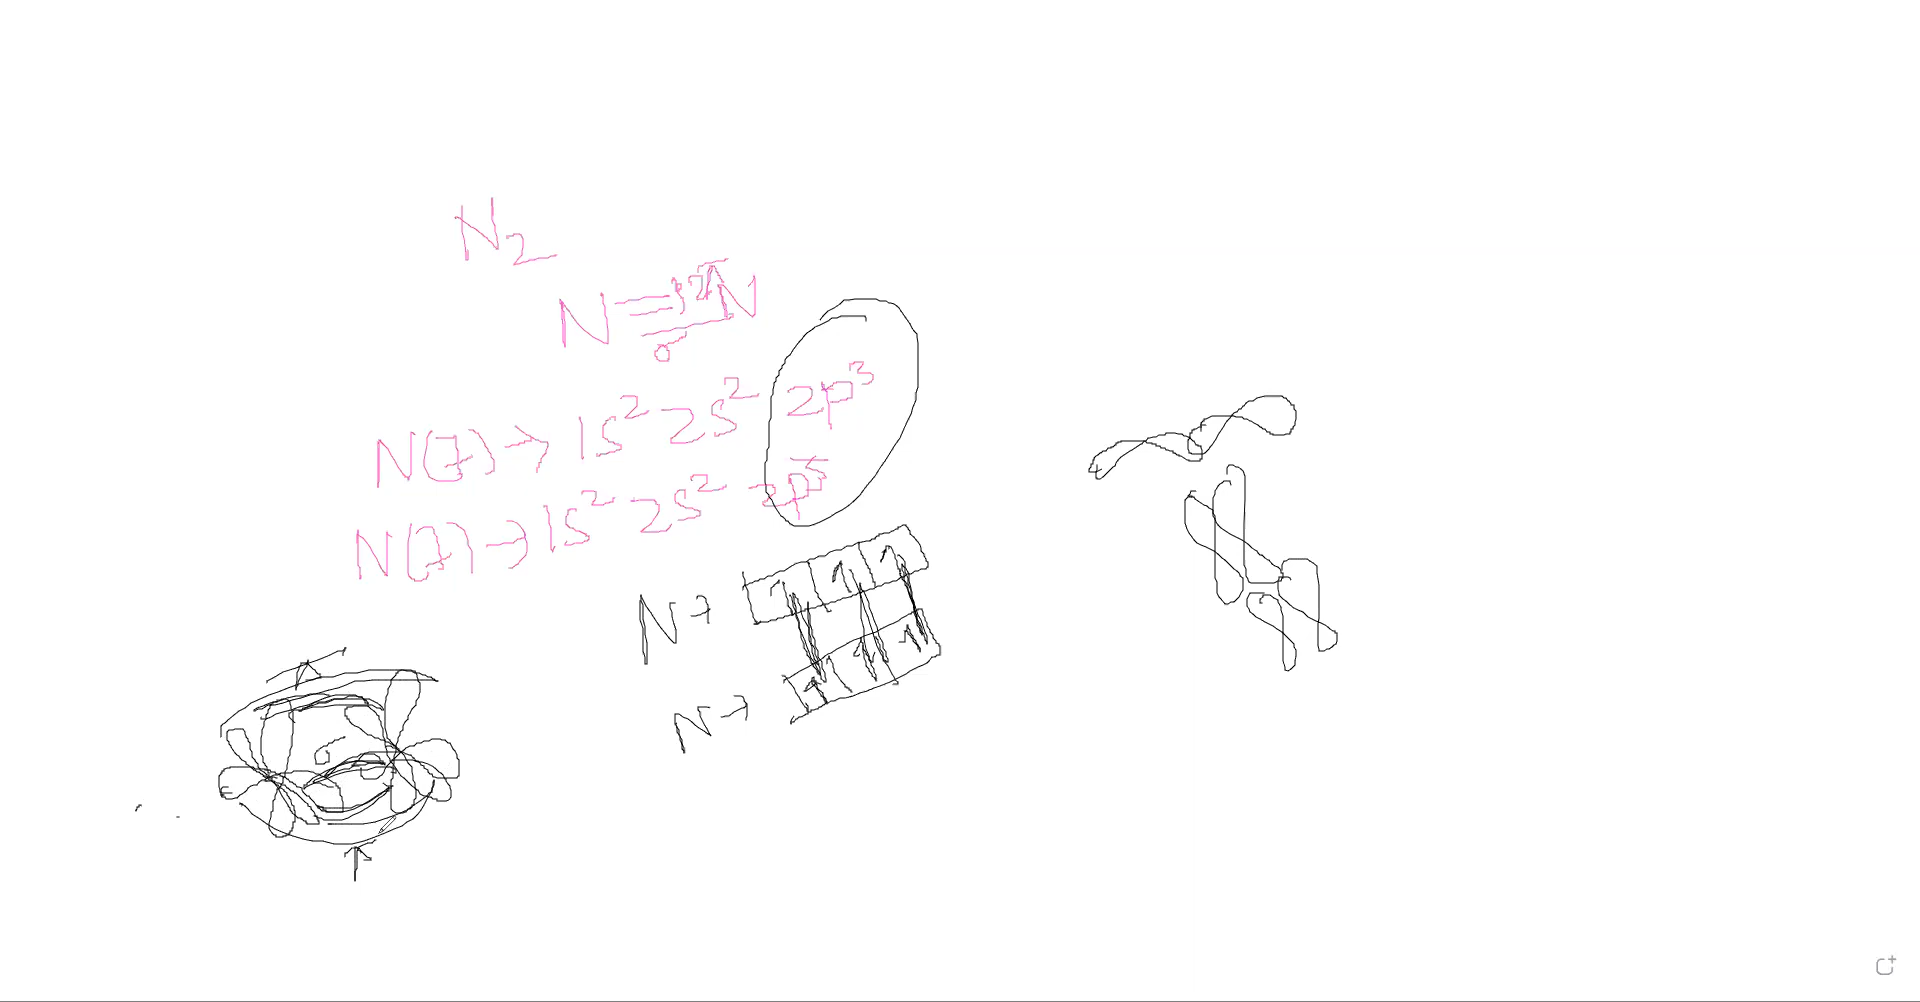 N₂
N≡N
σ
N(7)→ 1s² 2s² 2p³
N(7)→ 1s² 2s² 2p³
N→
N→